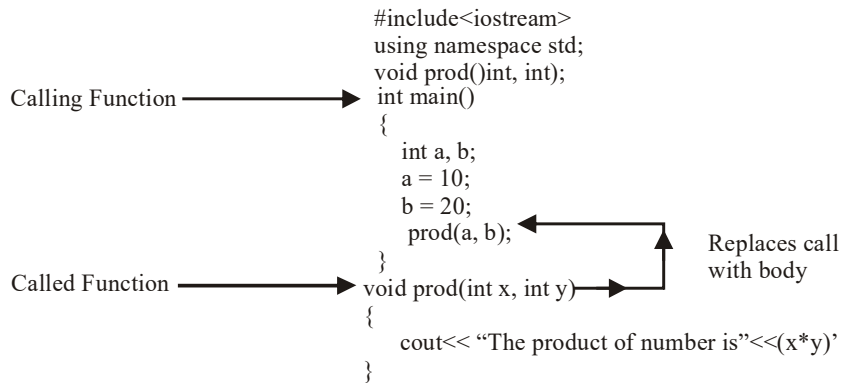 #include<iostream>
using namespace std;
void prod()int, int);
Calling Function
int main()
{
int a, b;
a = 10;
b = 20;
prod(a, b);
}
Replaces call
with body
Called Function
void prod(int x, int y)
{
cout<< “The product of number is”<<(x*y)’
}